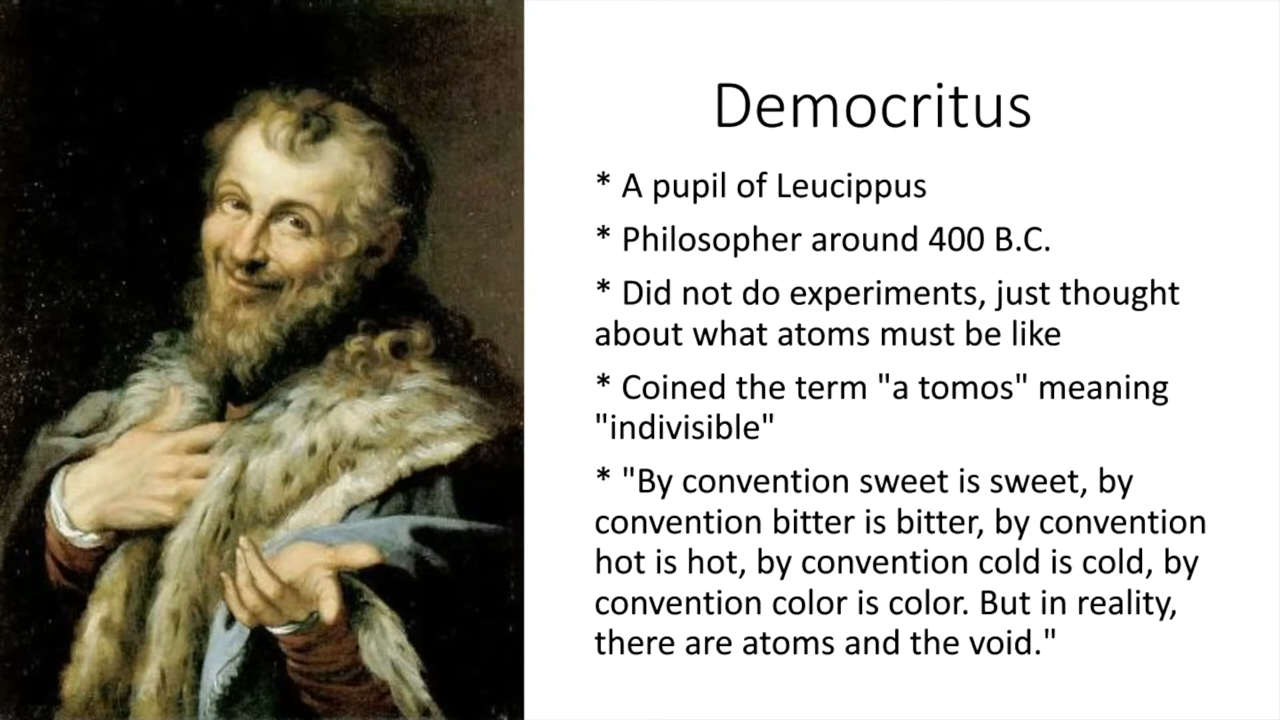 Democritus
* A pupil of Leucippus
* Philosopher around 400 B.C.
* Did not do experiments, just thought
about what atoms must be like
* Coined the term "a tomos" meaning
"indivisible"
* "By convention sweet is sweet, by
convention bitter is bitter, by convention
hot is hot, by convention cold is cold, by
convention color is color. But in reality,
there are atoms and the void."